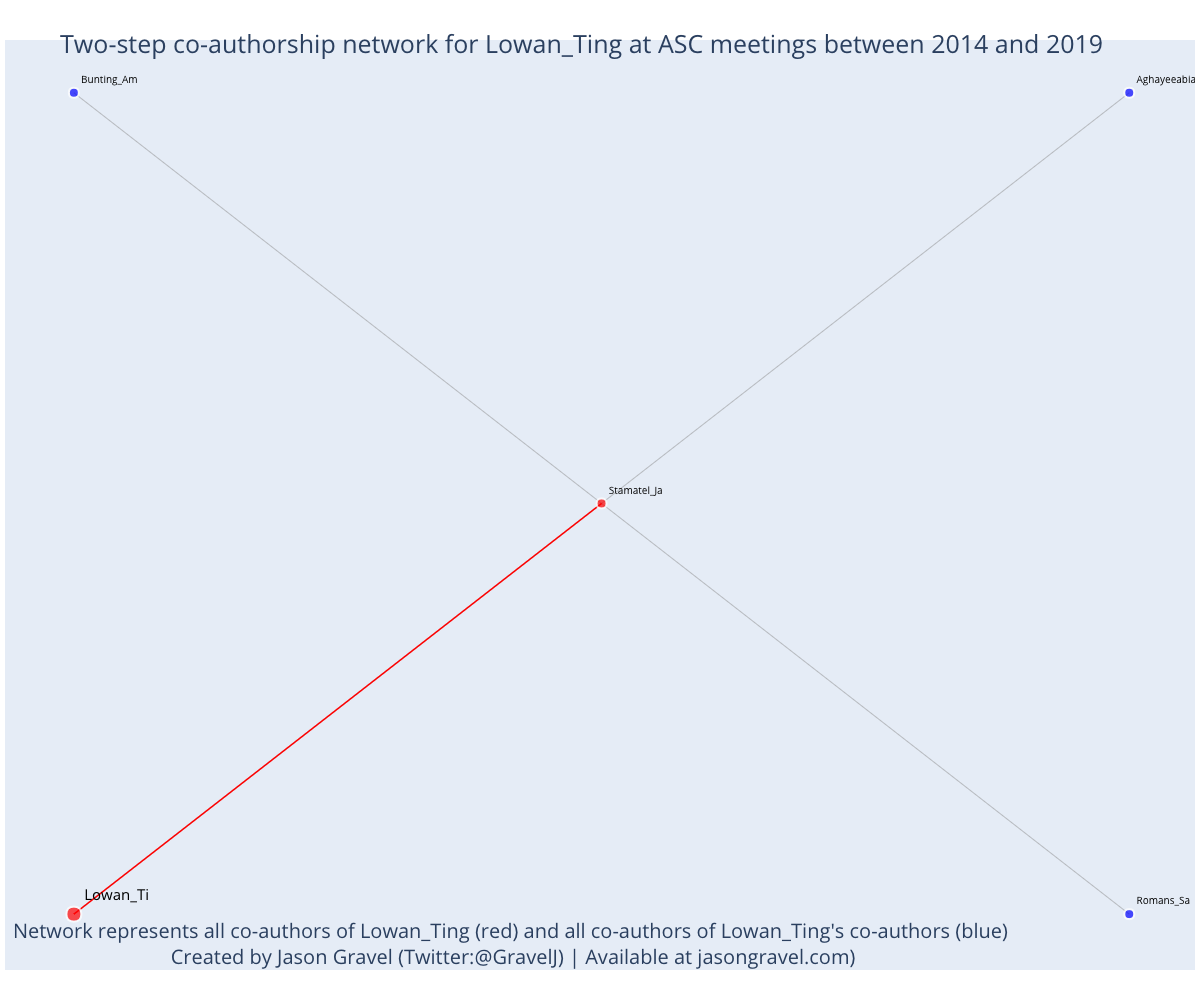 Two-step co-authorship network for Lowan_Ting at ASC meetings between 2014 and 2019
Bunting_Am
Aghayeeabia
Stamatel_Ja
Lowan_Ti
Romans_Sa
Network represents all co-authors of Lowan_Ting (red) and all co-authors of Lowan_Ting's co-authors (blue)
Created by Jason Gravel (Twitter:@GravelJ) | Available at jasongravel.com)